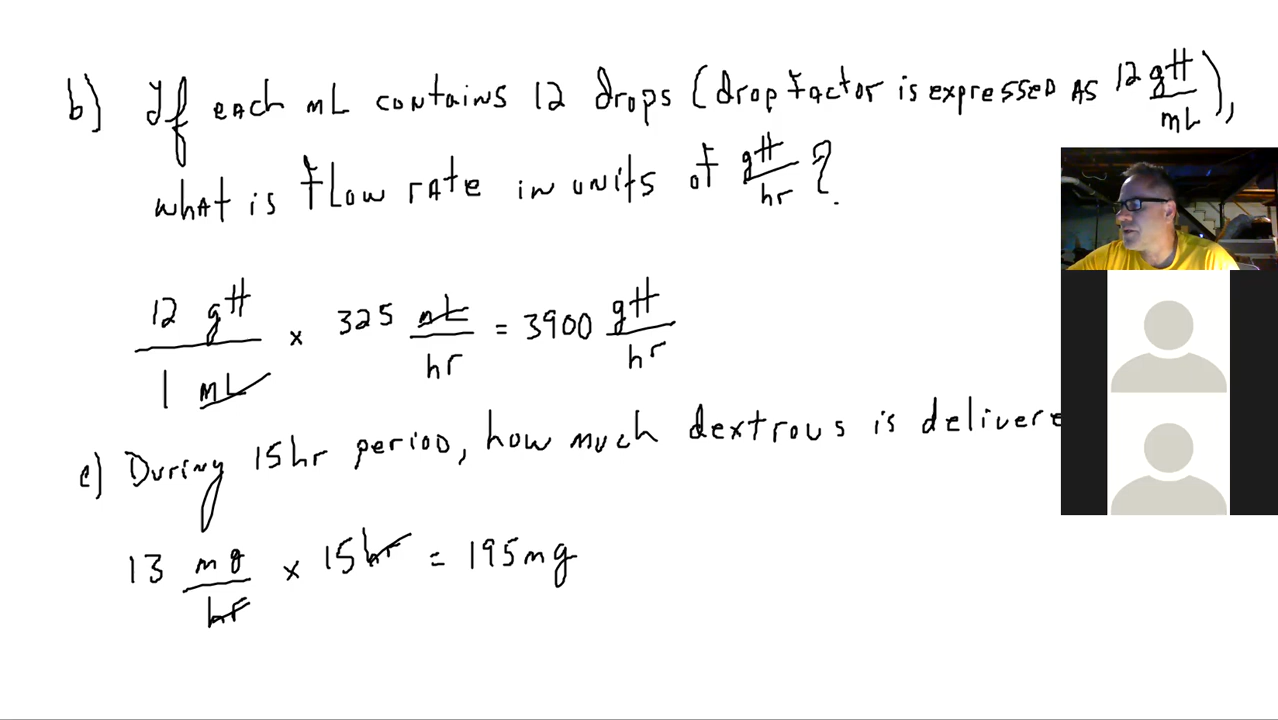 b) If each mL contains 12 drops (drop factor is expressed as 12 gtt/mL),
what is flow rate in units of gtt/hr?
12 gtt/1 mL × 325 mL/hr = 3900 gtt/hr
c) During 15hr period, how much dextrous is delivere
13 mg/hr × 15hr = 195mg